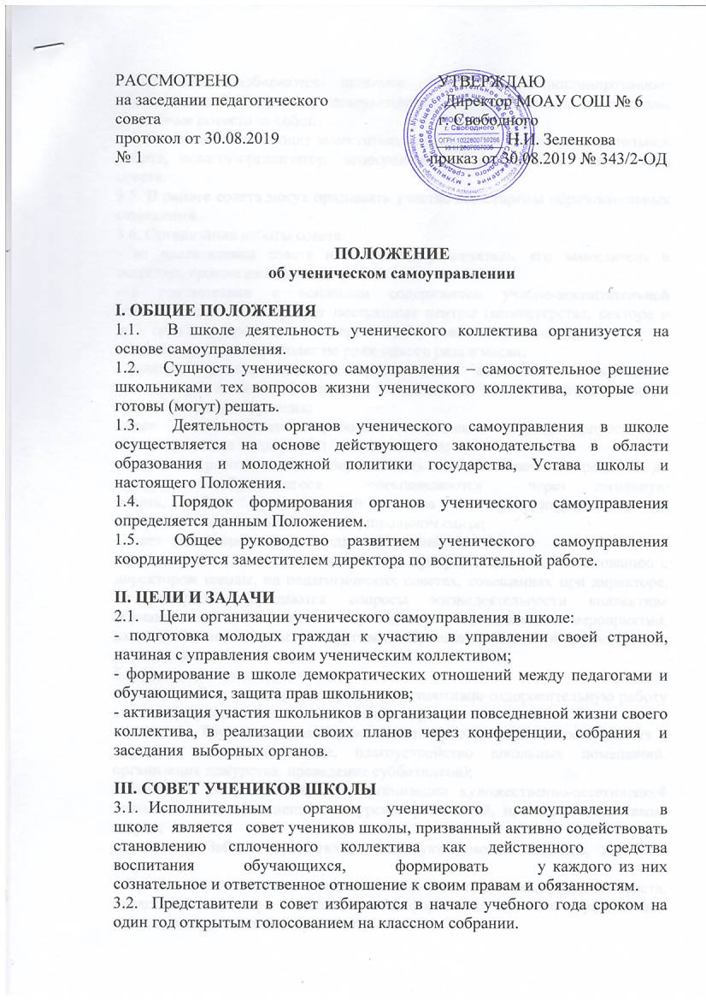 РАССМОТРЕНО
на заседании педагогического
совета
протокол от 30.08.2019
№ 1
УТВЕРЖДАЮ
Директор МОАУ СОШ № 6
г. Свободного
Н.И. Зеленкова
приказ от 30.08.2019 № 343/2-ОД
г. Свободного
ПОЛОЖЕНИЕ
об ученическом самоуправлении
I. ОБЩИЕ ПОЛОЖЕНИЯ
1.1. В школе деятельность ученического коллектива организуется на
основе самоуправления.
1.2. Сущность ученического самоуправления – самостоятельное решение
школьниками тех вопросов жизни ученического коллектива, которые они
готовы (могут) решать.
1.3. Деятельность органов ученического самоуправления в школе
осуществляется на основе действующего законодательства в области
образования и молодежной политики государства, Устава школы и
настоящего Положения.
1.4. Порядок формирования органов ученического самоуправления
определяется данным Положением.
1.5. Общее руководство развитием ученического самоуправления
координируется заместителем директора по воспитательной работе.
II. ЦЕЛИ И ЗАДАЧИ
2.1. Цели организации ученического самоуправления в школе:
- подготовка молодых граждан к участию в управлении своей страной,
начиная с управления своим ученическим коллективом;
- формирование в школе демократических отношений между педагогами и
обучающимися, защита прав школьников;
- активизация участия школьников в организации повседневной жизни своего
коллектива, в реализации своих планов через конференции, собрания и
заседания выборных органов.
III. СОВЕТ УЧЕНИКОВ ШКОЛЫ
3.1. Исполнительным органом ученического самоуправления в
школе является совет учеников школы, призванный активно содействовать
становлению сплоченного коллектива как действенного средства
воспитания обучающихся, формировать у каждого из них
сознательное и ответственное отношение к своим правам и обязанностям.
3.2. Представители в совет избираются в начале учебного года сроком на
один год открытым голосованием на классном собрании.